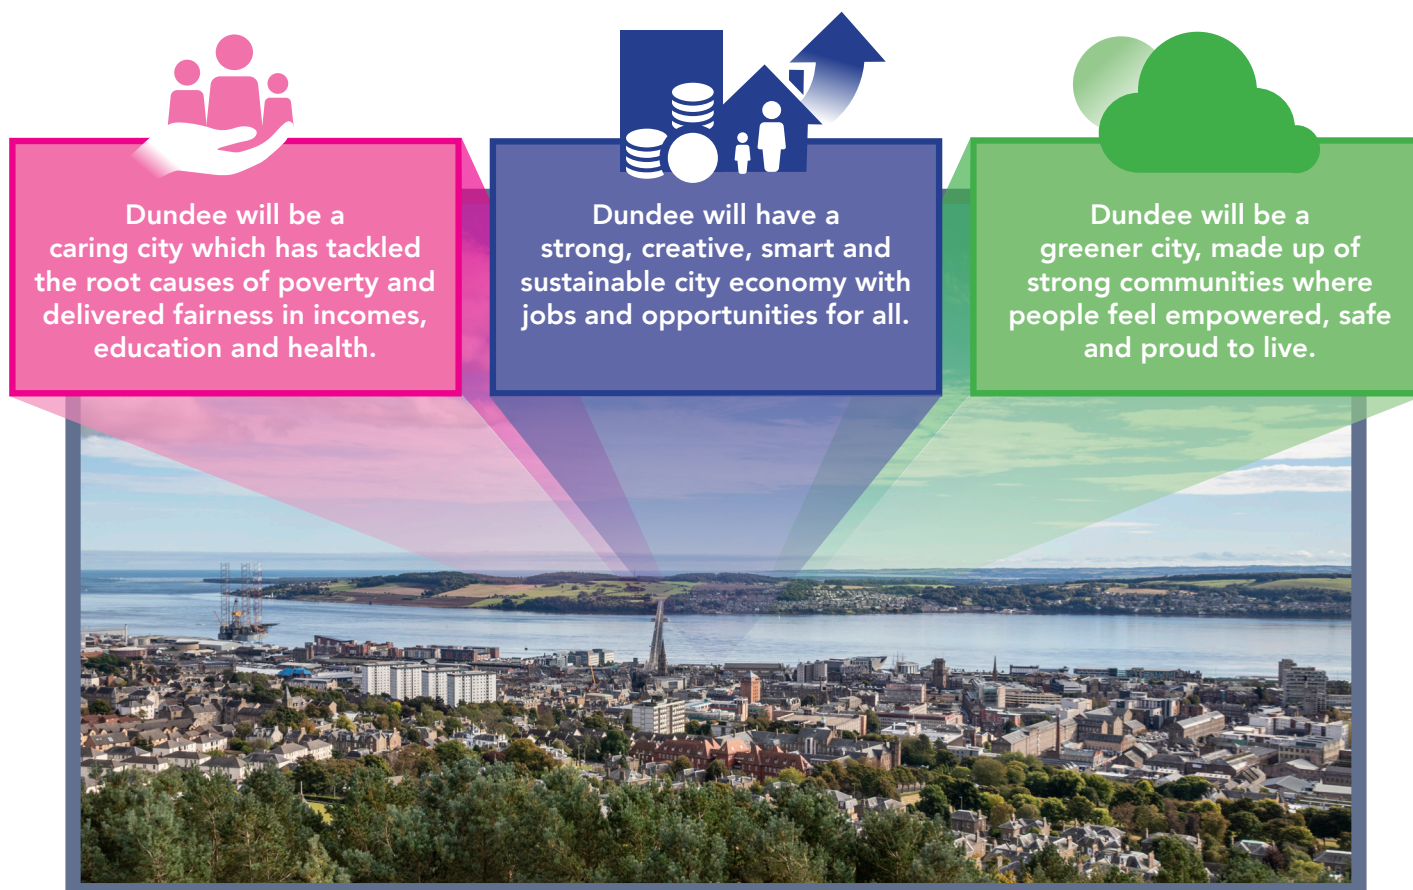 Dundee will be a
caring city which has tackled
the root causes of poverty and
delivered fairness in incomes,
education and health.
Dundee will have a
strong, creative, smart and
sustainable city economy with
jobs and opportunities for all.
Dundee will be a
greener city, made up of
strong communities where
people feel empowered, safe
and proud to live.